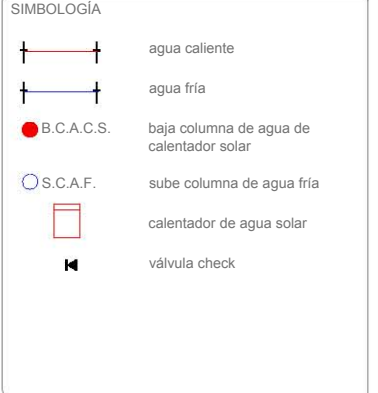 SIMBOLOGÍA
agua caliente
agua fría
B.C.A.C.S. baja columna de agua de
calentador solar
S.C.A.F. sube columna de agua fría
calentador de agua solar
válvula check